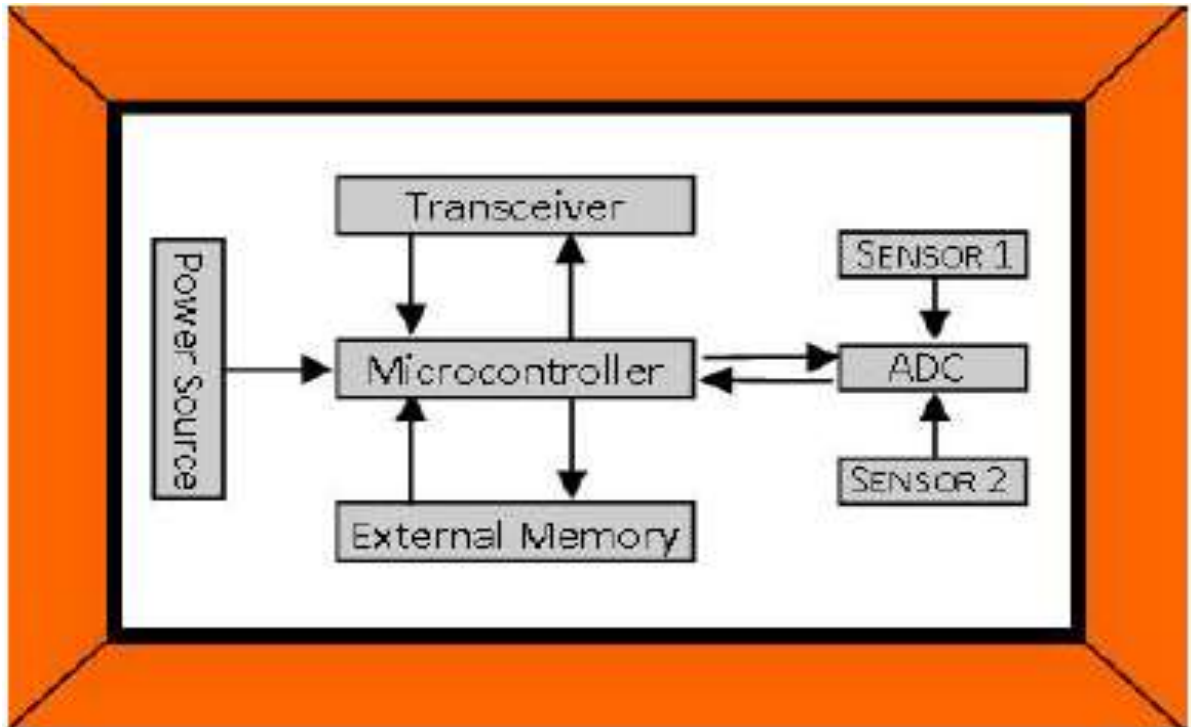 Transceiver
Power Source
SENSOR 1
Microcontroller
ADC
SENSOR 2
External Memory